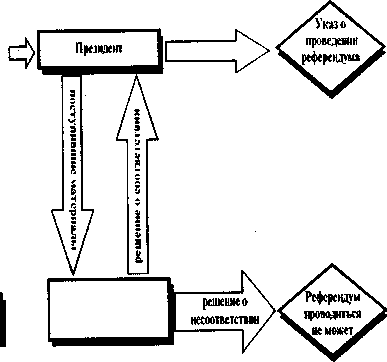 Президент
Указ о
проведении
референдума
поступившие материалы
решение о соответствии
решение о
несоответствии
Референдум
проводиться
не может